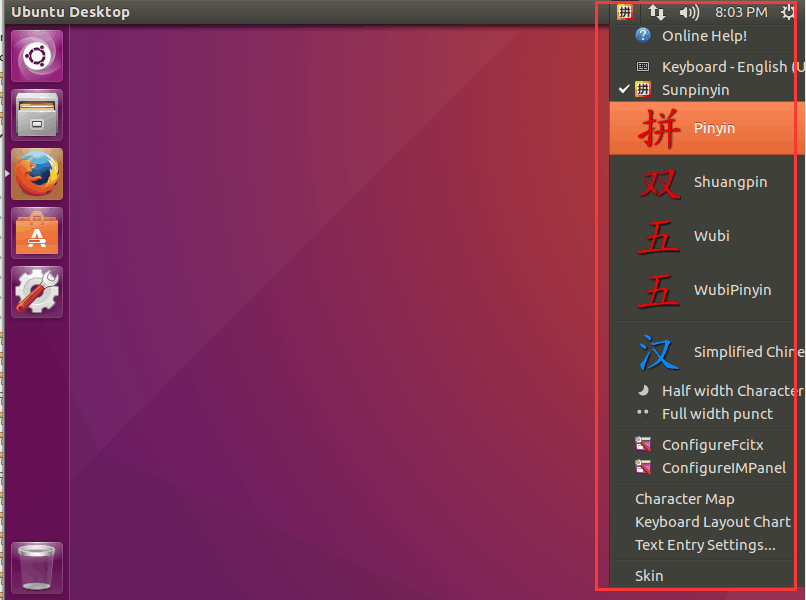 Ubuntu Desktop
拼 8:03 PM
? Online Help!
Keyboard - English (U
拼 Sunpinyin
拼 Pinyin
双 Shuangpin
五 Wubi
五 WubiPinyin
汉 Simplified Chine
Half width Character
Full width punct
ConfigureFcitx
ConfigureIMPanel
Character Map
Keyboard Layout Chart
Text Entry Settings...
Skin